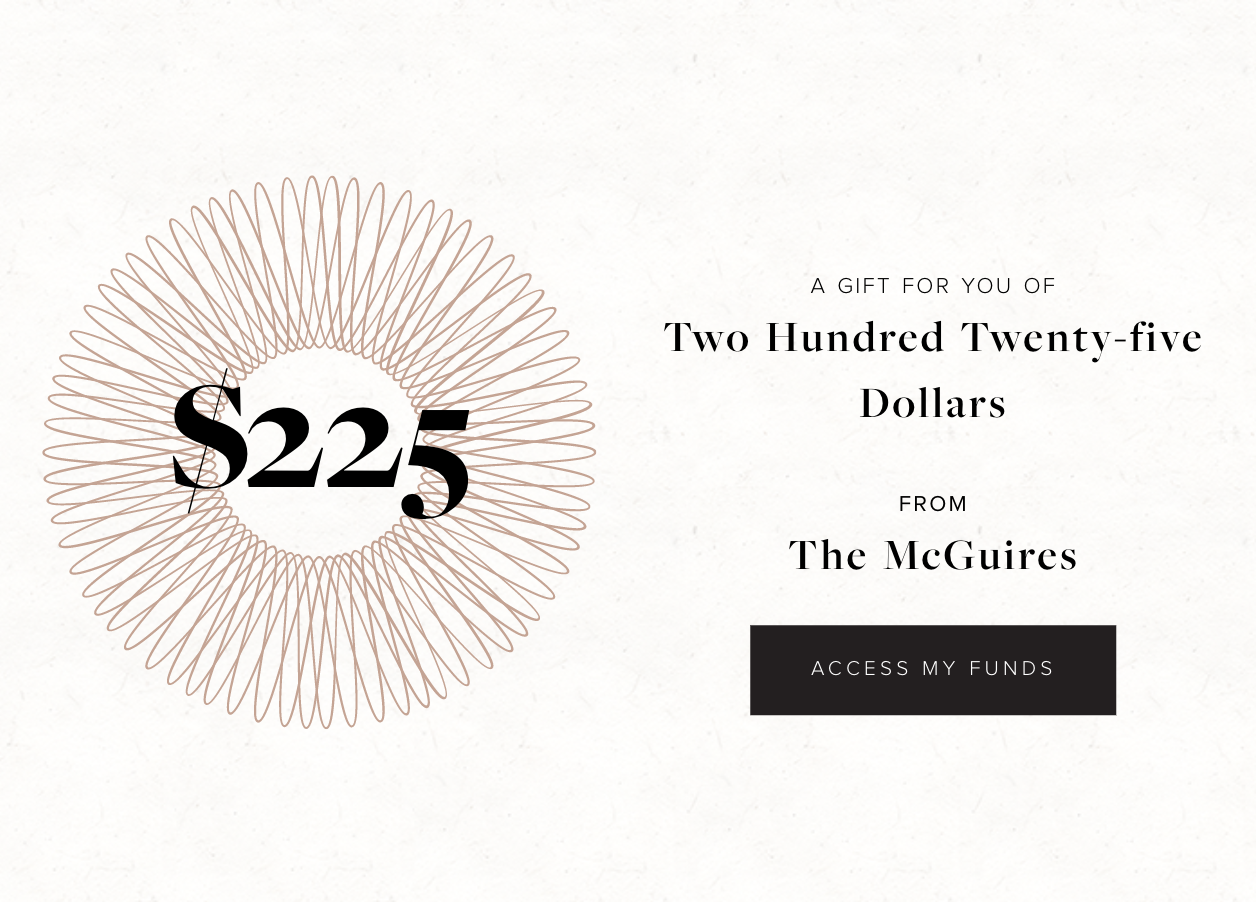 $225
A GIFT FOR YOU OF
Two Hundred Twenty-five
Dollars
FROM
The McGuires
ACCESS MY FUNDS